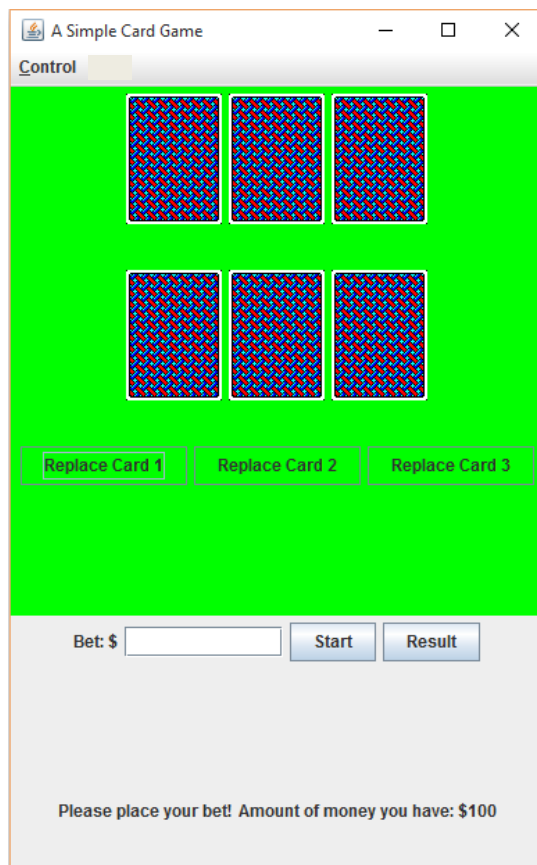 A Simple Card Game
Control
Replace Card 1 Replace Card 2 Replace Card 3
Bet: $ Start Result
Please place your bet! Amount of money you have: $100